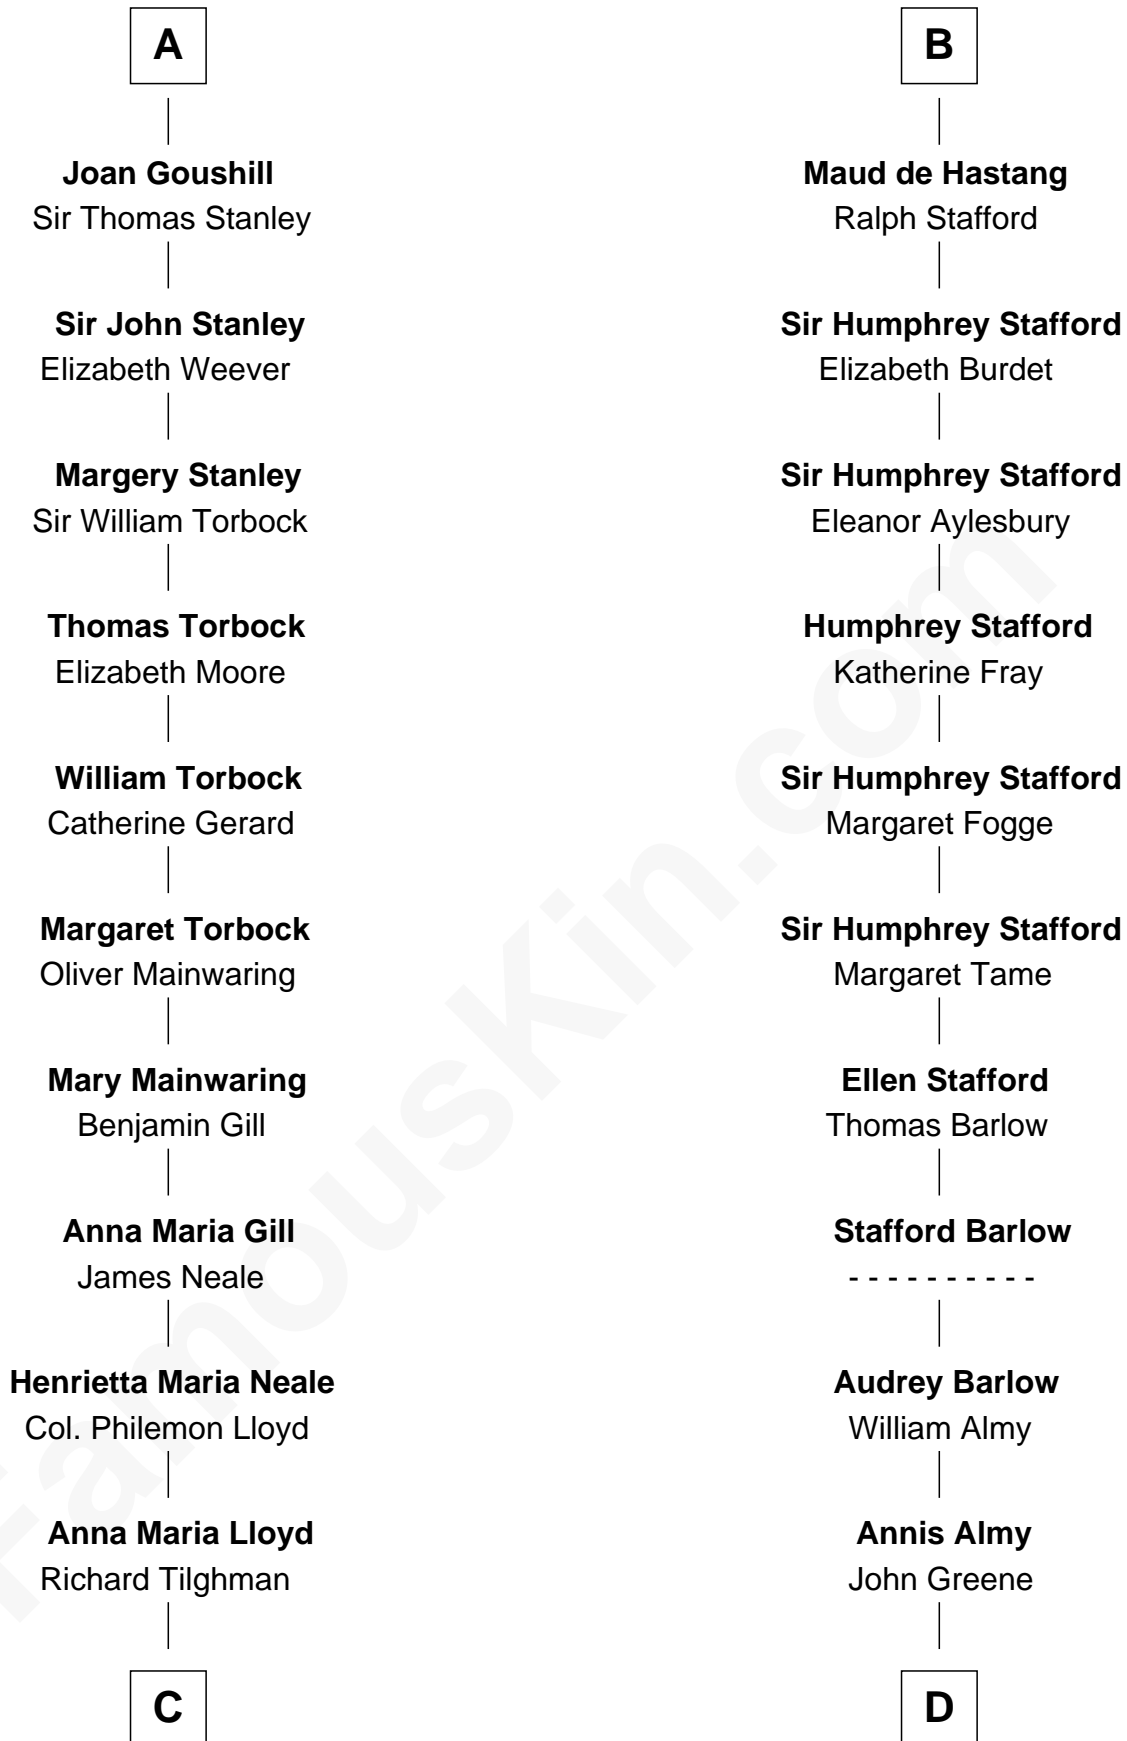 A
Joan Goushill
Sir Thomas Stanley
Sir John Stanley
Elizabeth Weever
Margery Stanley
Sir William Torbock
Thomas Torbock
Elizabeth Moore
William Torbock
Catherine Gerard
Margaret Torbock
Oliver Mainwaring
Mary Mainwaring
Benjamin Gill
Anna Maria Gill
James Neale
Henrietta Maria Neale
Col. Philemon Lloyd
Anna Maria Lloyd
Richard Tilghman
C
B
Maud de Hastang
Ralph Stafford
Sir Humphrey Stafford
Elizabeth Burdet
Sir Humphrey Stafford
Eleanor Aylesbury
Humphrey Stafford
Katherine Fray
Sir Humphrey Stafford
Margaret Fogge
Sir Humphrey Stafford
Margaret Tame
Ellen Stafford
Thomas Barlow
Stafford Barlow
- - - - - - - - - -
Audrey Barlow
William Almy
Annis Almy
John Greene
D
FamousKin.com